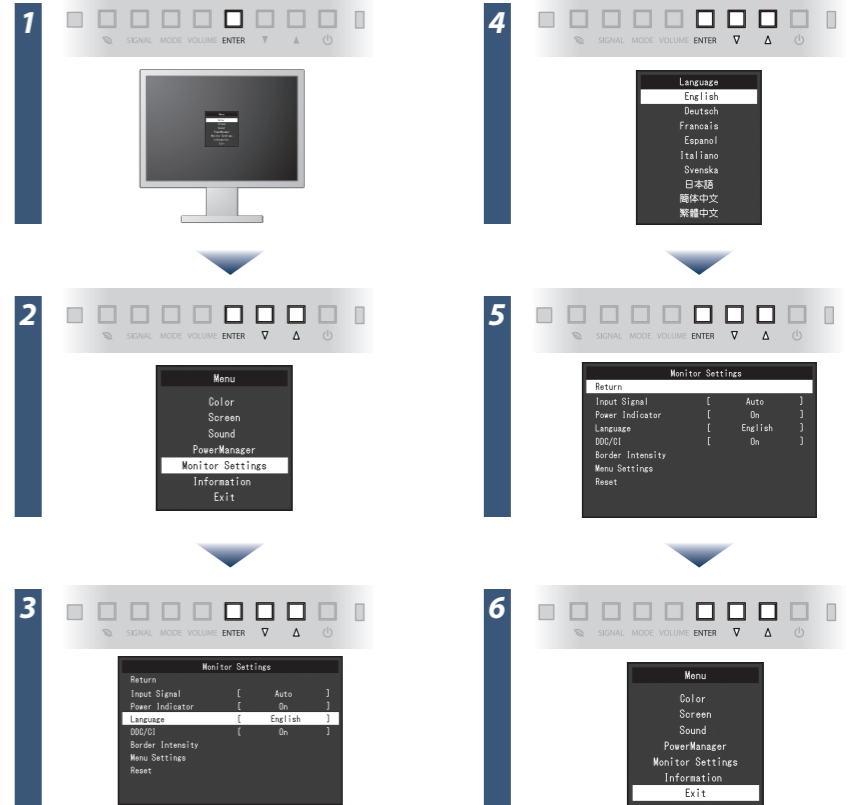 1
SIGNAL MODE VOLUME ENTER ▼ ▲
2
SIGNAL MODE VOLUME ENTER ∇ Δ
Menu
Color
Screen
Sound
PowerManager
Monitor Settings
Information
Exit
3
SIGNAL MODE VOLUME ENTER ∇ Δ
Monitor Settings
Return
Input Signal [ Auto ]
Power Indicator [ On ]
Language [ English ]
DDC/CI [ On ]
Border Intensity
Menu Settings
Reset
4
SIGNAL MODE VOLUME ENTER ∇ Δ
Language
English
Deutsch
Francais
Espanol
Italiano
Svenska
日本語
簡体中文
繁體中文
5
SIGNAL MODE VOLUME ENTER ∇ Δ
Monitor Settings
Return
Input Signal [ Auto ]
Power Indicator [ On ]
Language [ English ]
DDC/CI [ On ]
Border Intensity
Menu Settings
Reset
6
SIGNAL MODE VOLUME ENTER ∇ Δ
Menu
Color
Screen
Sound
PowerManager
Monitor Settings
Information
Exit